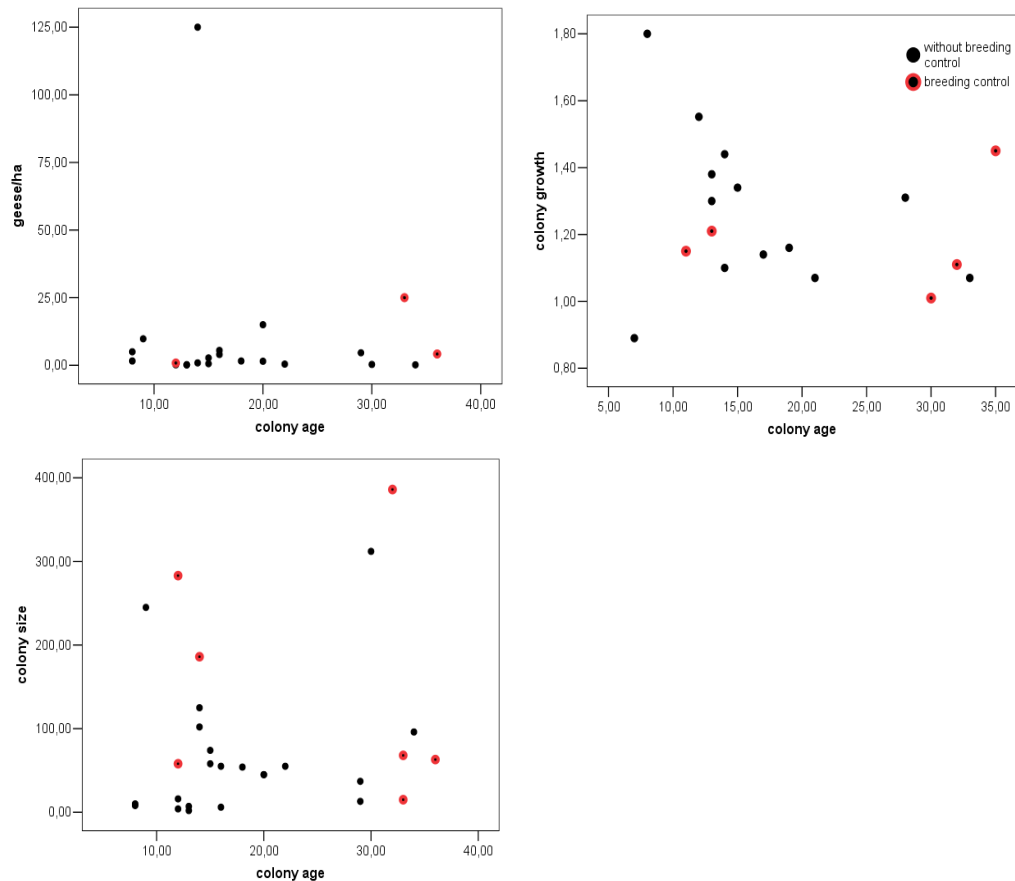 125,00
100,00
75,00
50,00
25,00
0,00
geese/ha
10,00 20,00 30,00 40,00
colony age
1,80
1,60
1,40
1,20
1,00
0,80
colony growth
without breeding
control
breeding control
5,00 10,00 15,00 20,00 25,00 30,00 35,00
colony age
400,00
300,00
200,00
100,00
0,00
colony size
10,00 20,00 30,00 40,00
colony age